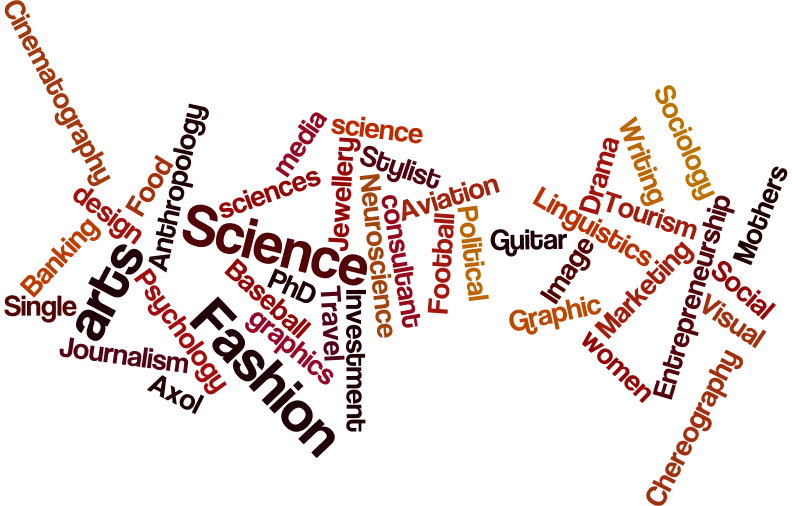 Cinematography
Food
Anthropology
design
Banking
Single
arts
Psychology
Journalism
Axol
media
science
sciences
Jewellery
Stylist
Science
Neuroscience
consultant
Aviation
Football
Political
Baseball
PhD
Travel
graphics
Investment
Fashion
Guitar
Linguistics
Drama
Writing
Sociology
Tourism
Image
Graphic
Marketing
Entrepreneurship
Mothers
Social
Visual
women
Chereography